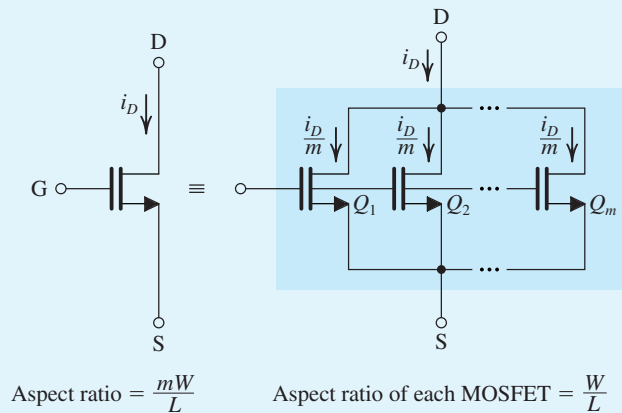 D
D
i_D
i_D
i_D/m
i_D/m
i_D/m
G
≡
Q_1
Q_2
Q_m
S
S
Aspect ratio = mW/L
Aspect ratio of each MOSFET = W/L